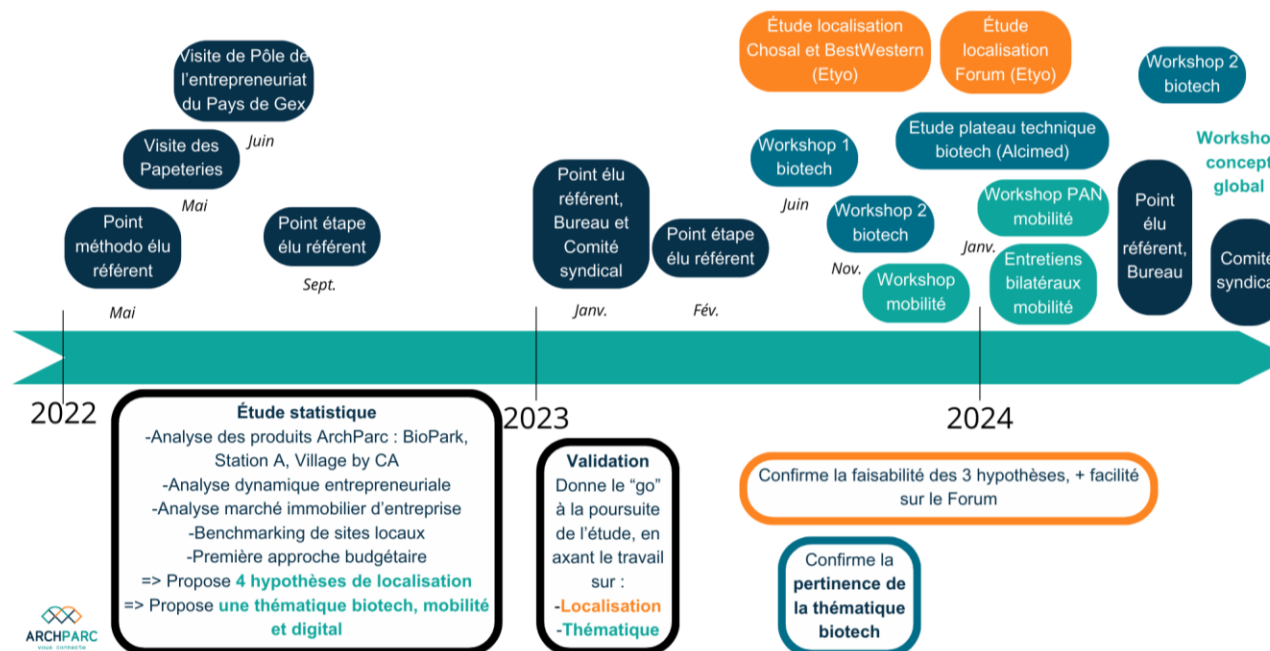 Visite de Pôle de
l'entrepreneuriat
du Pays de Gex
Juin
Visite des
Papeteries
Mai
Point
méthodo élu
référent
Mai
Point étape
élu référent
Sept.
Point élu
référent,
Bureau et
Comité
syndical
Janv.
Point étape
élu référent
Fév.
Étude localisation
Chosal et BestWestern
(Etyo)
Étude
localisation
Forum (Etyo)
Workshop 2
biotech
Etude plateau technique
biotech (Alcimed)
Workshop 1
biotech
Juin
Workshop 2
biotech
Nov.
Workshop
mobilité
Workshop PAN
mobilité
Janv.
Entretiens
bilatéraux
mobilité
Point
élu
référent,
Bureau
Workshop
concept
global
Comité
syndical
2022
2023
2024
Étude statistique
-Analyse des produits ArchParc : BioPark,
Station A, Village by CA
-Analyse dynamique entrepreneuriale
-Analyse marché immobilier d'entreprise
-Benchmarking de sites locaux
-Première approche budgétaire
=> Propose 4 hypothèses de localisation
=> Propose une thématique biotech, mobilité
et digital
Validation
Donne le “go”
à la poursuite
de l'étude, en
axant le travail
sur :
-Localisation
-Thématique
Confirme la faisabilité des 3 hypothèses, + facilité
sur le Forum
Confirme la
pertinence de
la thématique
biotech
ARCHPARC
vous connecte